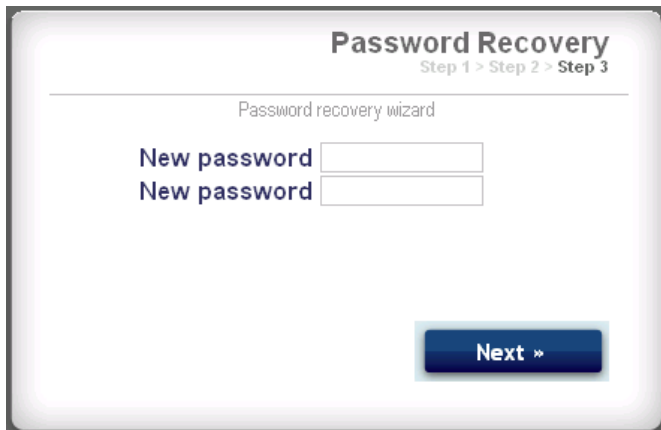 Password Recovery
Step 1 > Step 2 > Step 3
Password recovery wizard
New password
New password
Next »